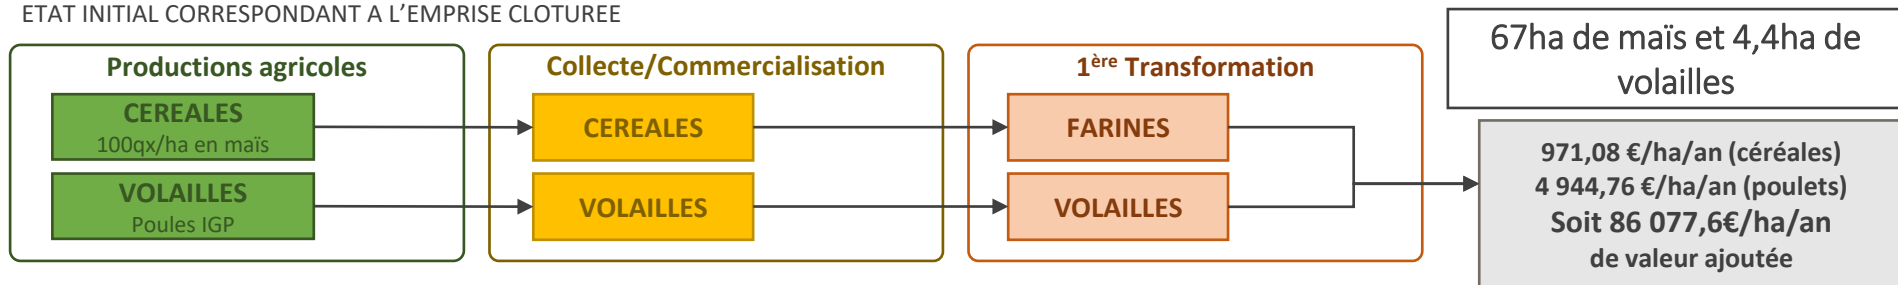 ETAT INITIAL CORRESPONDANT A L’EMPRISE CLOTUREE
Productions agricoles
CEREALES
100qx/ha en maïs
VOLAILLES
Poules IGP
Collecte/Commercialisation
CEREALES
VOLAILLES
1ère Transformation
FARINES
VOLAILLES
67ha de maïs et 4,4ha de
volailles
971,08 €/ha/an (céréales)
4 944,76 €/ha/an (poulets)
Soit 86 077,6€/ha/an
de valeur ajoutée